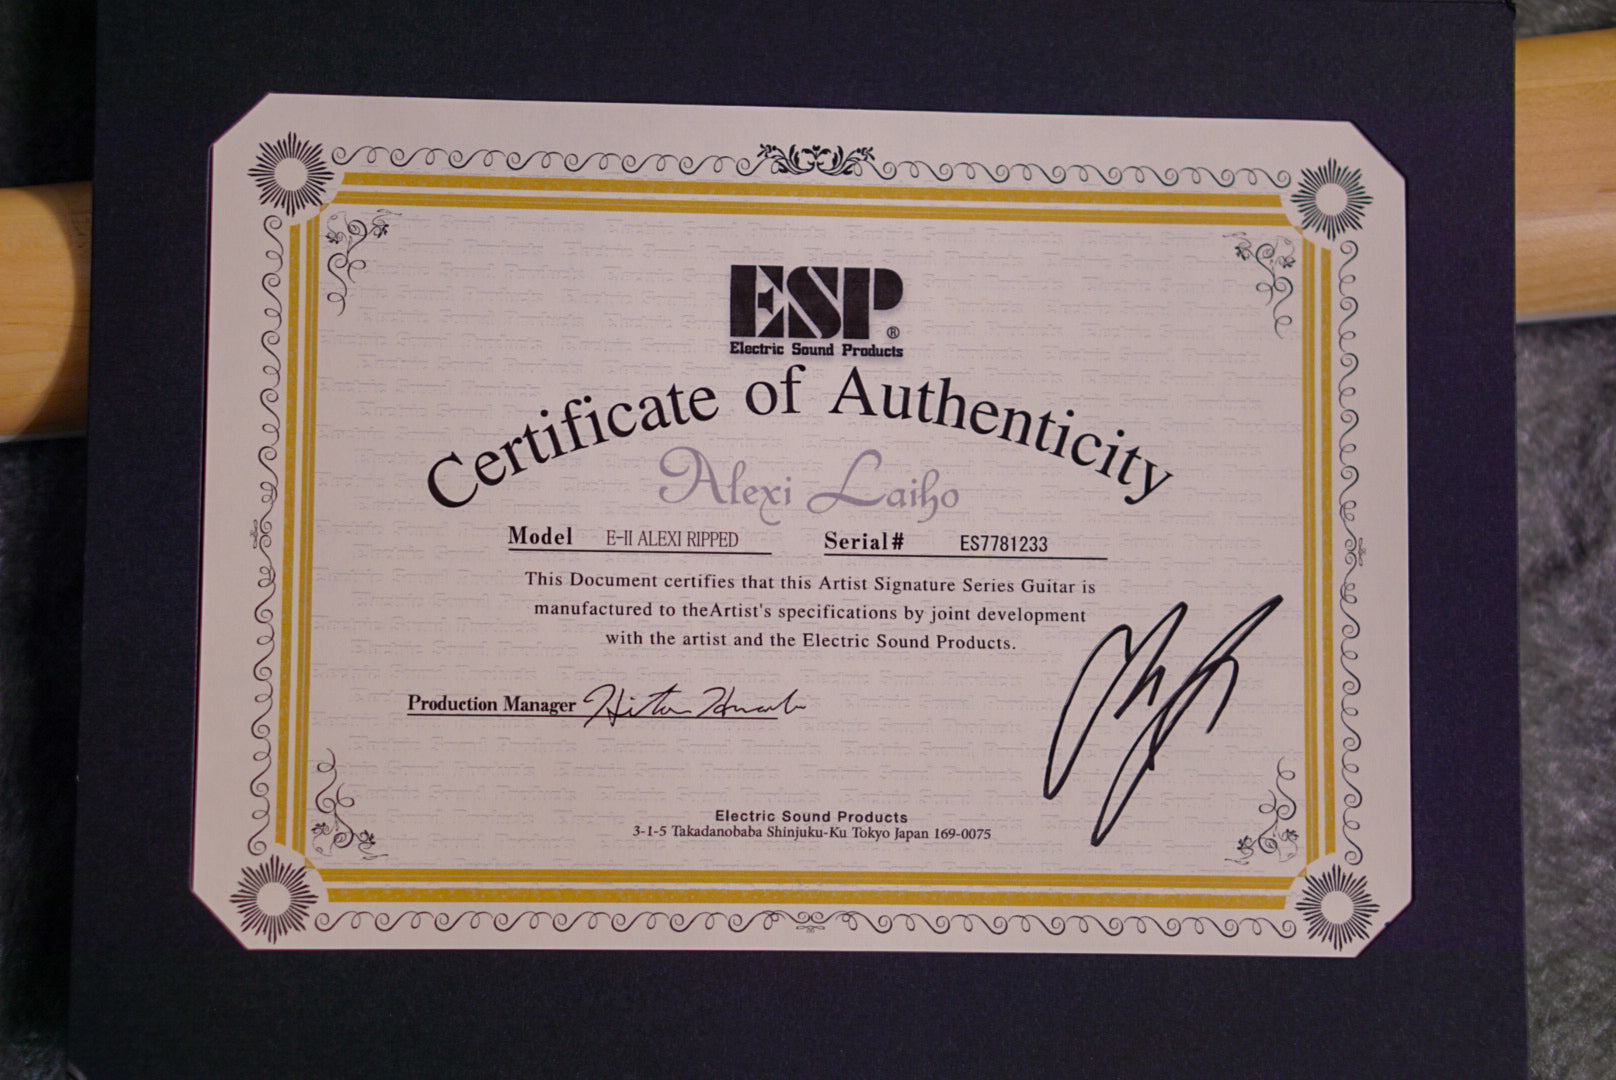 ESP®
Electric Sound Products
Certificate of Authenticity
Alexi Laiho
Model E-II ALEXI RIPPED Serial# ES7781233
This Document certifies that this Artist Signature Series Guitar is
manufactured to theArtist's specifications by joint development
with the artist and the Electric Sound Products.
Production Manager
Electric Sound Products
3-1-5 Takadanobaba Shinjuku-Ku Tokyo Japan 169-0075